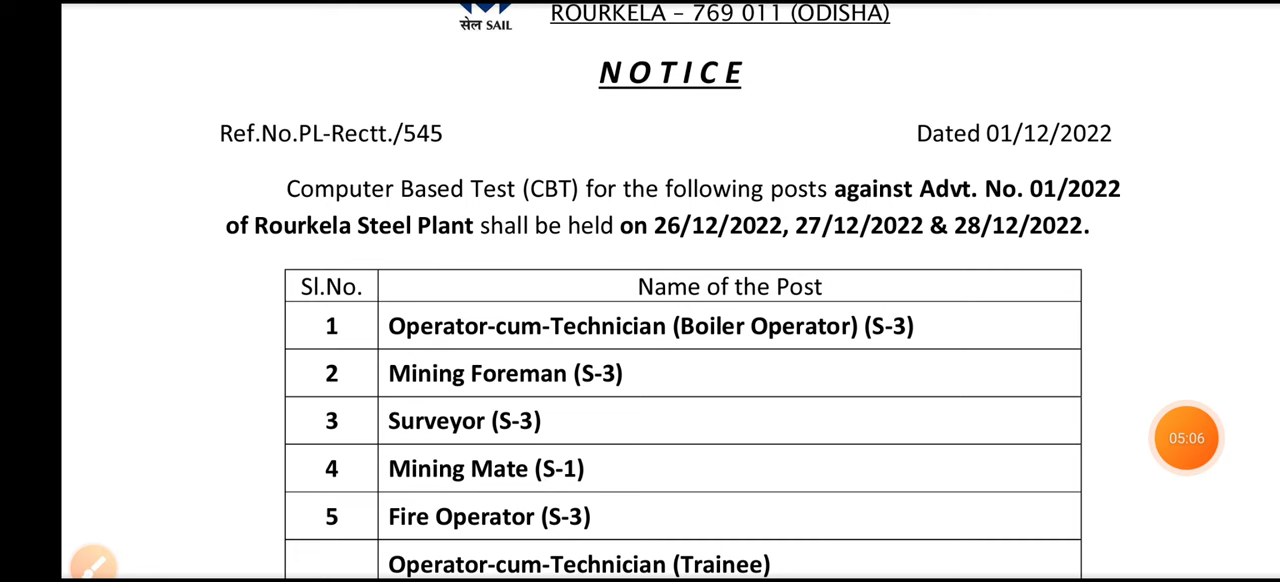 सेल SAIL
ROURKELA – 769 011 (ODISHA)
NOTICE
Ref.No.PL-Rectt./545 Dated 01/12/2022
Computer Based Test (CBT) for the following posts against Advt. No. 01/2022
of Rourkela Steel Plant shall be held on 26/12/2022, 27/12/2022 & 28/12/2022.
Sl.No. Name of the Post
1 Operator-cum-Technician (Boiler Operator) (S-3)
2 Mining Foreman (S-3)
3 Surveyor (S-3)
4 Mining Mate (S-1)
5 Fire Operator (S-3)
Operator-cum-Technician (Trainee)
05:06